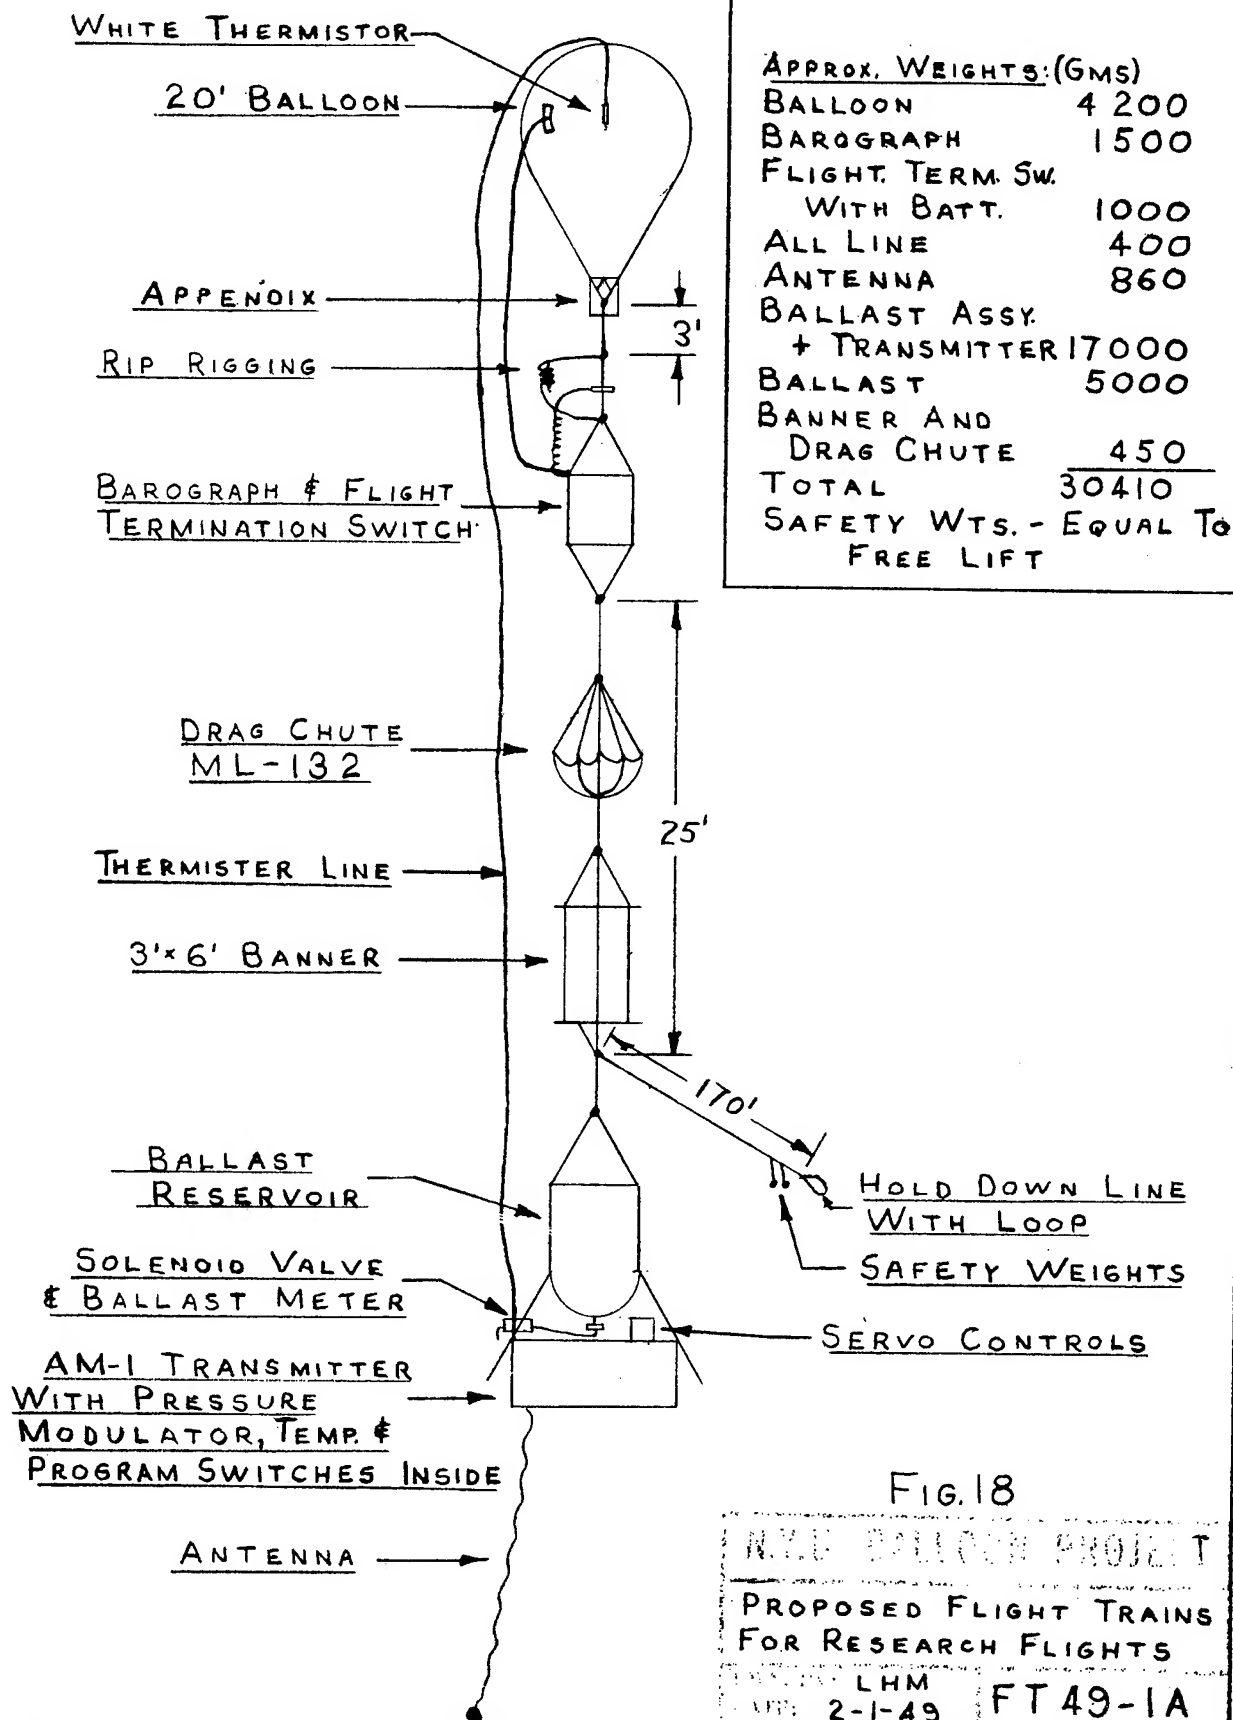 WHITE THERMISTOR
20' BALLOON
APPENDIX
3'
RIP RIGGING
BAROGRAPH & FLIGHT
TERMINATION SWITCH
DRAG CHUTE
ML-132
25'
THERMISTER LINE
3'x 6' BANNER
170'
BALLAST
RESERVOIR
HOLD DOWN LINE
WITH LOOP
SOLENOID VALVE
& BALLAST METER
SAFETY WEIGHTS
SERVO CONTROLS
AM-1 TRANSMITTER
WITH PRESSURE
MODULATOR, TEMP. &
PROGRAM SWITCHES INSIDE
ANTENNA
APPROX. WEIGHTS: (GMS)
BALLOON 4 200
BAROGRAPH 1500
FLIGHT. TERM. SW.
WITH BATT. 1000
ALL LINE 400
ANTENNA 860
BALLAST ASSY.
+ TRANSMITTER 17000
BALLAST 5000
BANNER AND
DRAG CHUTE 450
TOTAL 30410
SAFETY WTS. - EQUAL TO
FREE LIFT
FIG. 18
N.Y.U. BALLOON PROJECT
PROPOSED FLIGHT TRAINS
FOR RESEARCH FLIGHTS
LHM
DATE: 2-1-49 FT 49-1A